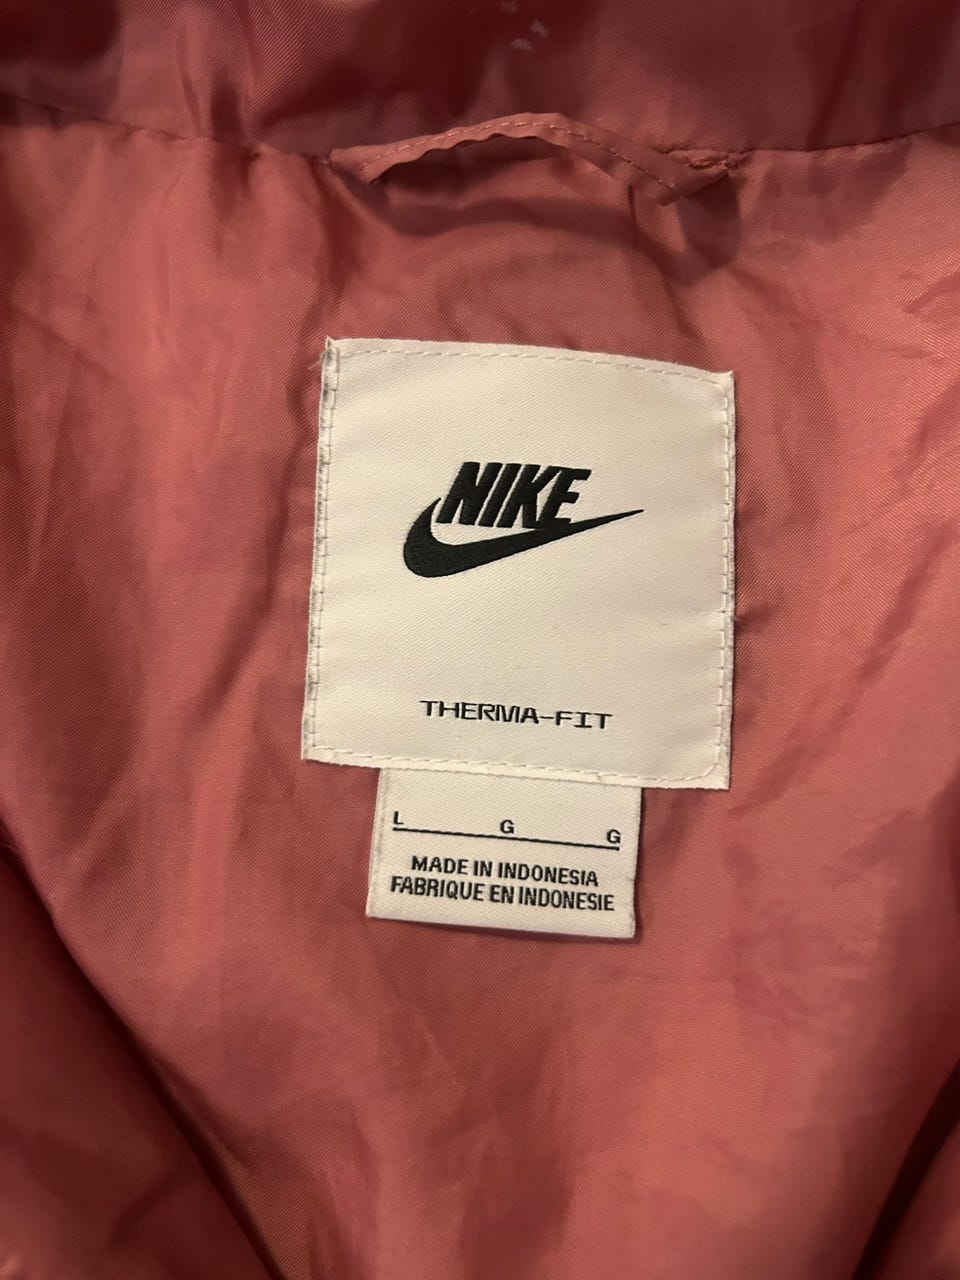 NIKE
THERMA-FIT
L G G
MADE IN INDONESIA
FABRIQUE EN INDONESIE